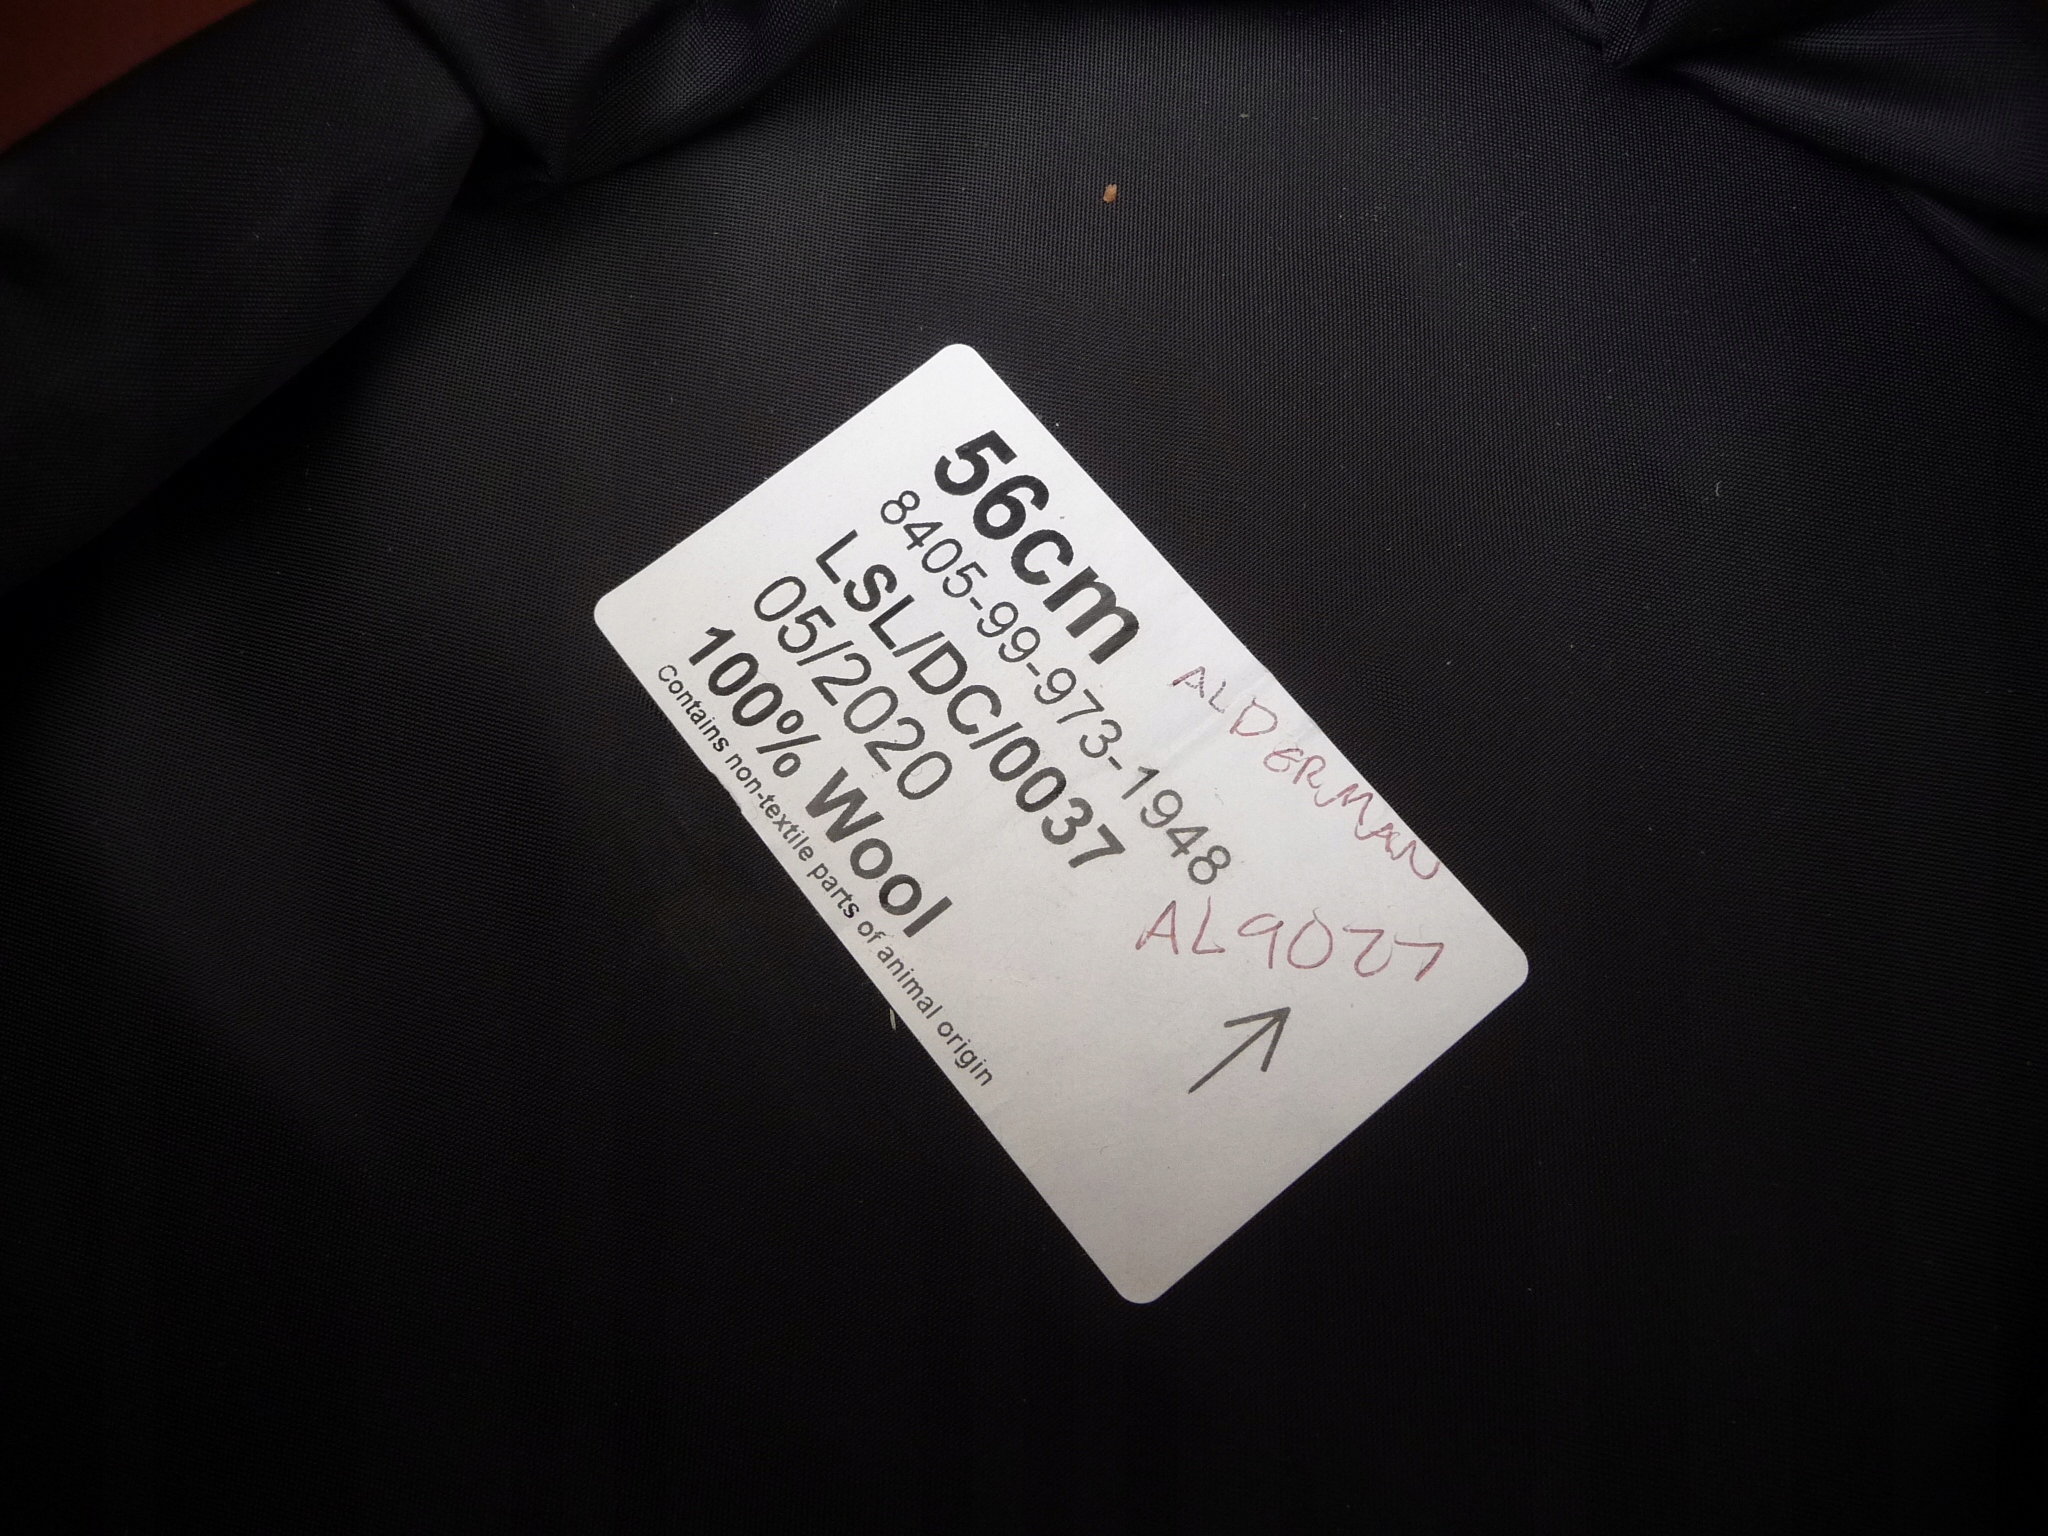 56cm
8405-99-973-1948
LSL/DC/0037
05/2020
100% Wool
Contains non-textile parts of animal origin
ALDERMAN
AL9027